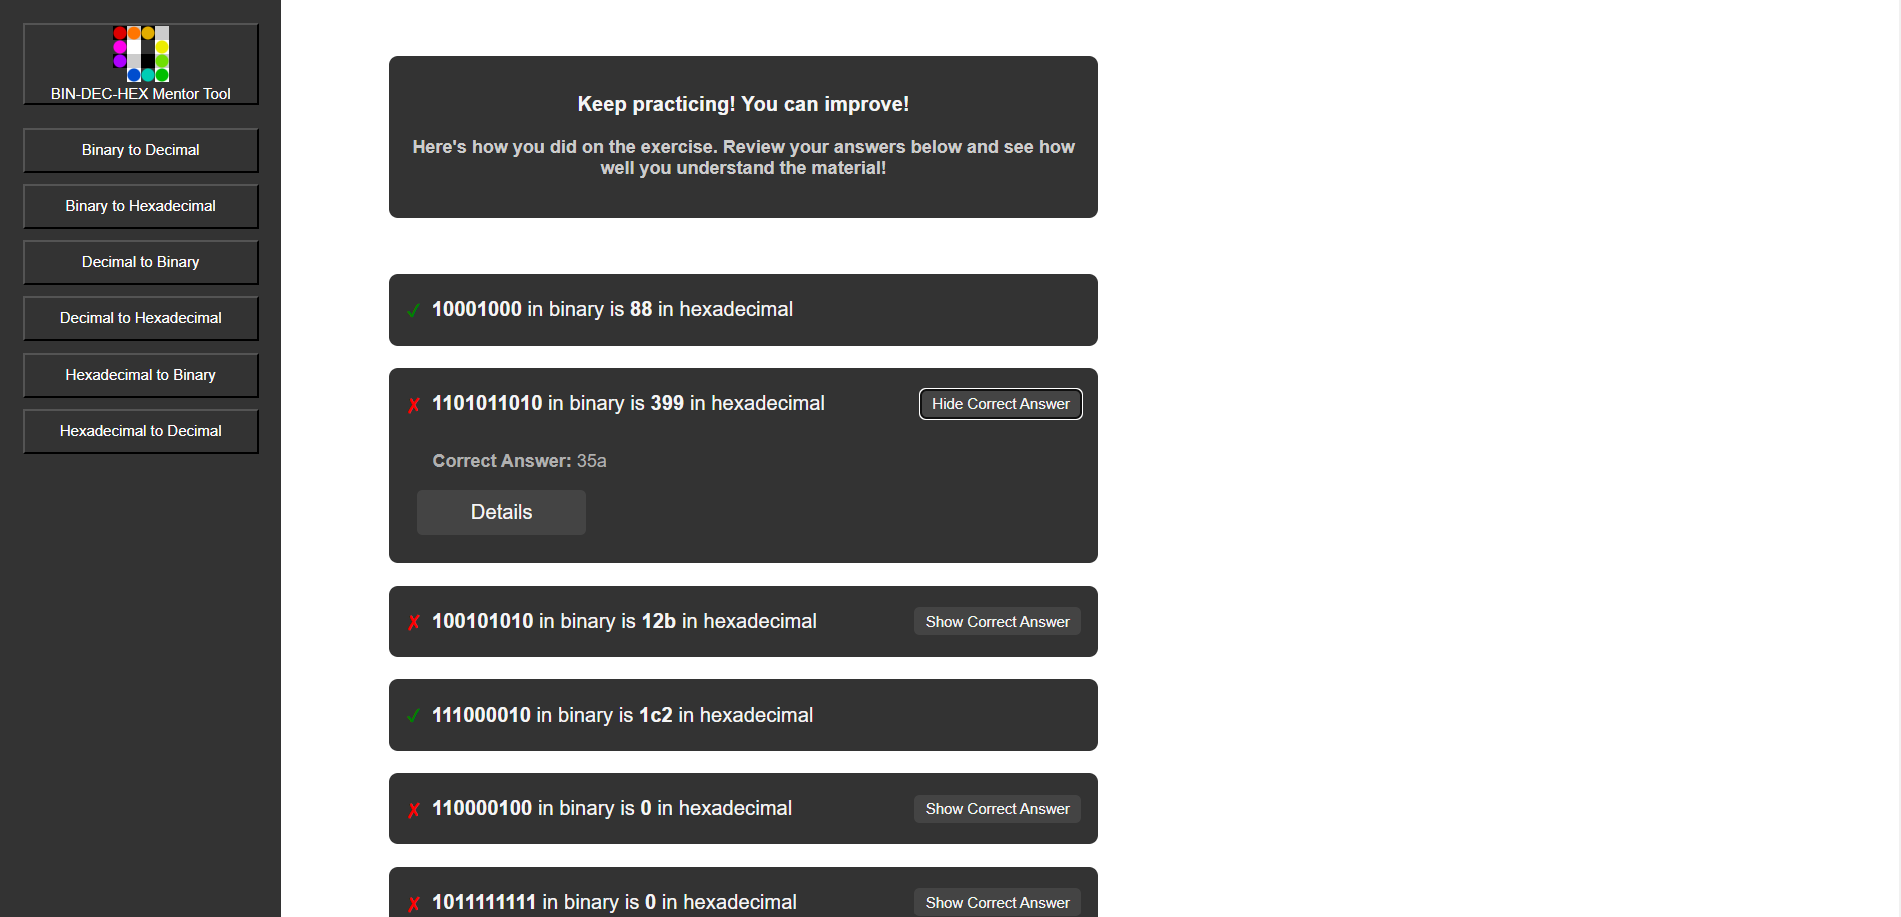 BIN-DEC-HEX Mentor Tool
Binary to Decimal
Binary to Hexadecimal
Decimal to Binary
Decimal to Hexadecimal
Hexadecimal to Binary
Hexadecimal to Decimal
Keep practicing! You can improve!
Here's how you did on the exercise. Review your answers below and see how
well you understand the material!
✓ 10001000 in binary is 88 in hexadecimal
✗ 1101011010 in binary is 399 in hexadecimal Hide Correct Answer
Correct Answer: 35a
Details
✗ 100101010 in binary is 12b in hexadecimal Show Correct Answer
✓ 111000010 in binary is 1c2 in hexadecimal
✗ 110000100 in binary is 0 in hexadecimal Show Correct Answer
✗ 1011111111 in binary is 0 in hexadecimal Show Correct Answer